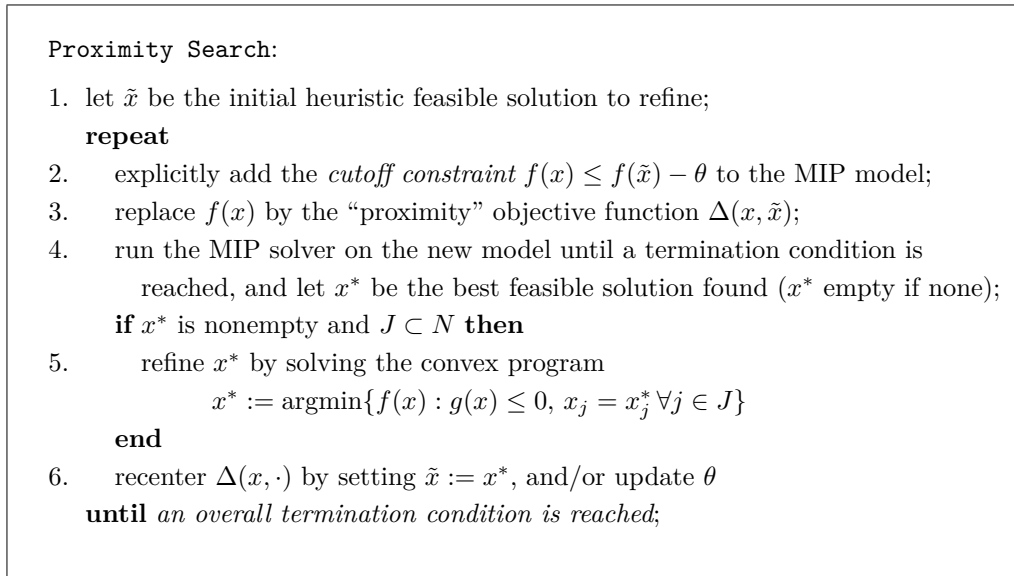 Proximity Search:
1. let x̃ be the initial heuristic feasible solution to refine;
repeat
2. explicitly add the cutoff constraint f(x) ≤ f(x̃) − θ to the MIP model;
3. replace f(x) by the “proximity” objective function Δ(x, x̃);
4. run the MIP solver on the new model until a termination condition is
reached, and let x* be the best feasible solution found (x* empty if none);
if x* is nonempty and J ⊂ N then
5. refine x* by solving the convex program
x* := argmin{f(x) : g(x) ≤ 0, xⱼ = x*ⱼ ∀j ∈ J}
end
6. recenter Δ(x, ·) by setting x̃ := x*, and/or update θ
until an overall termination condition is reached;